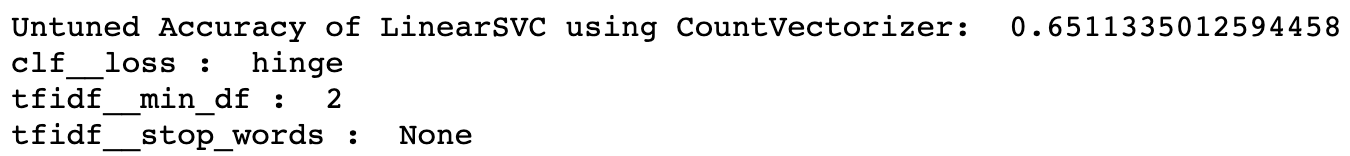 Untuned Accuracy of LinearSVC using CountVectorizer:  0.6511335012594458
clf__loss :  hinge
tfidf__min_df :  2
tfidf__stop_words :  None